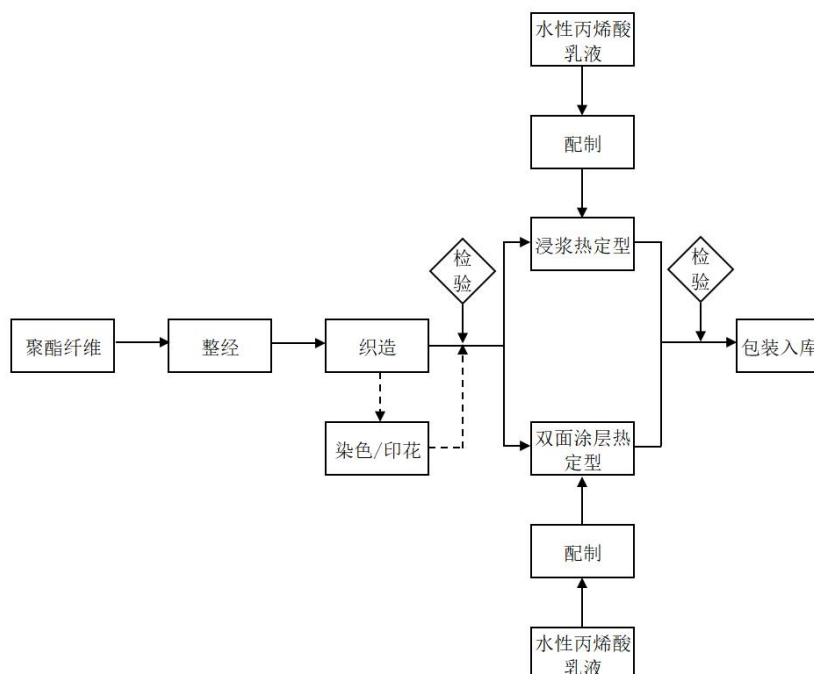 水性丙烯酸
乳液
配制
浸浆热定型
检
验
检
验
聚酯纤维
整经
织造
包装入库
染色/印花
双面涂层热
定型
配制
水性丙烯酸
乳液